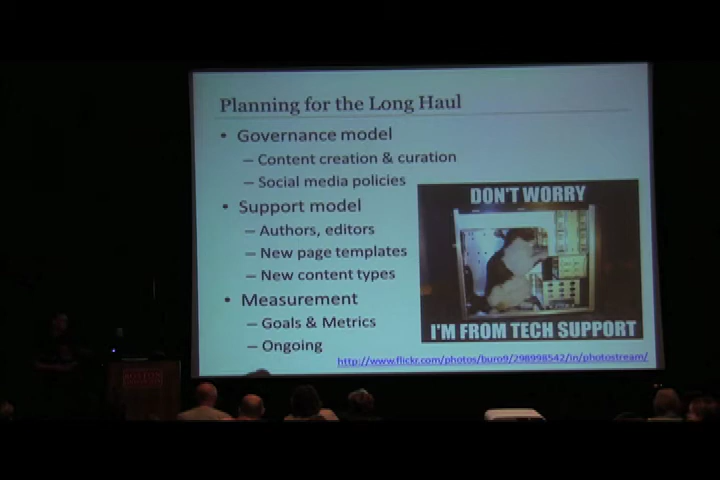 Planning for the Long Haul
• Governance model
– Content creation & curation
– Social media policies
• Support model
– Authors, editors
– New page templates
– New content types
• Measurement
– Goals & Metrics
– Ongoing
DON'T WORRY
I'M FROM TECH SUPPORT
http://www.flickr.com/photos/buro9/298998542/in/photostream/
BOSTON